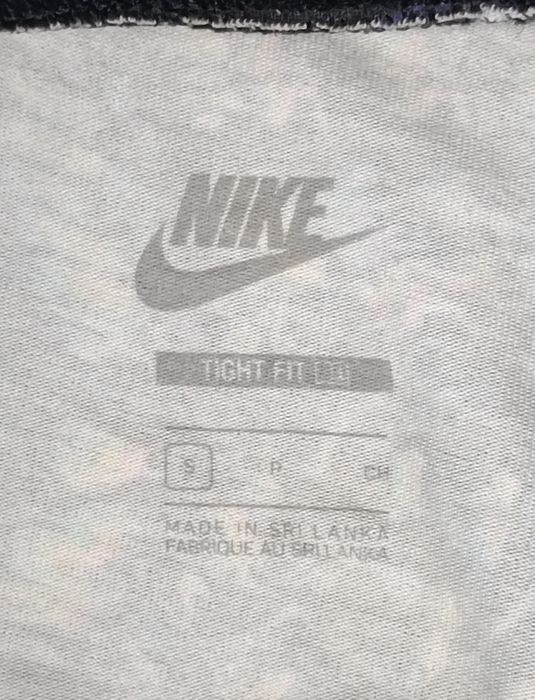 NIKE
TIGHT FIT
S P CH
MADE IN SRI LANKA
FABRIQUE AU SRI LANKA